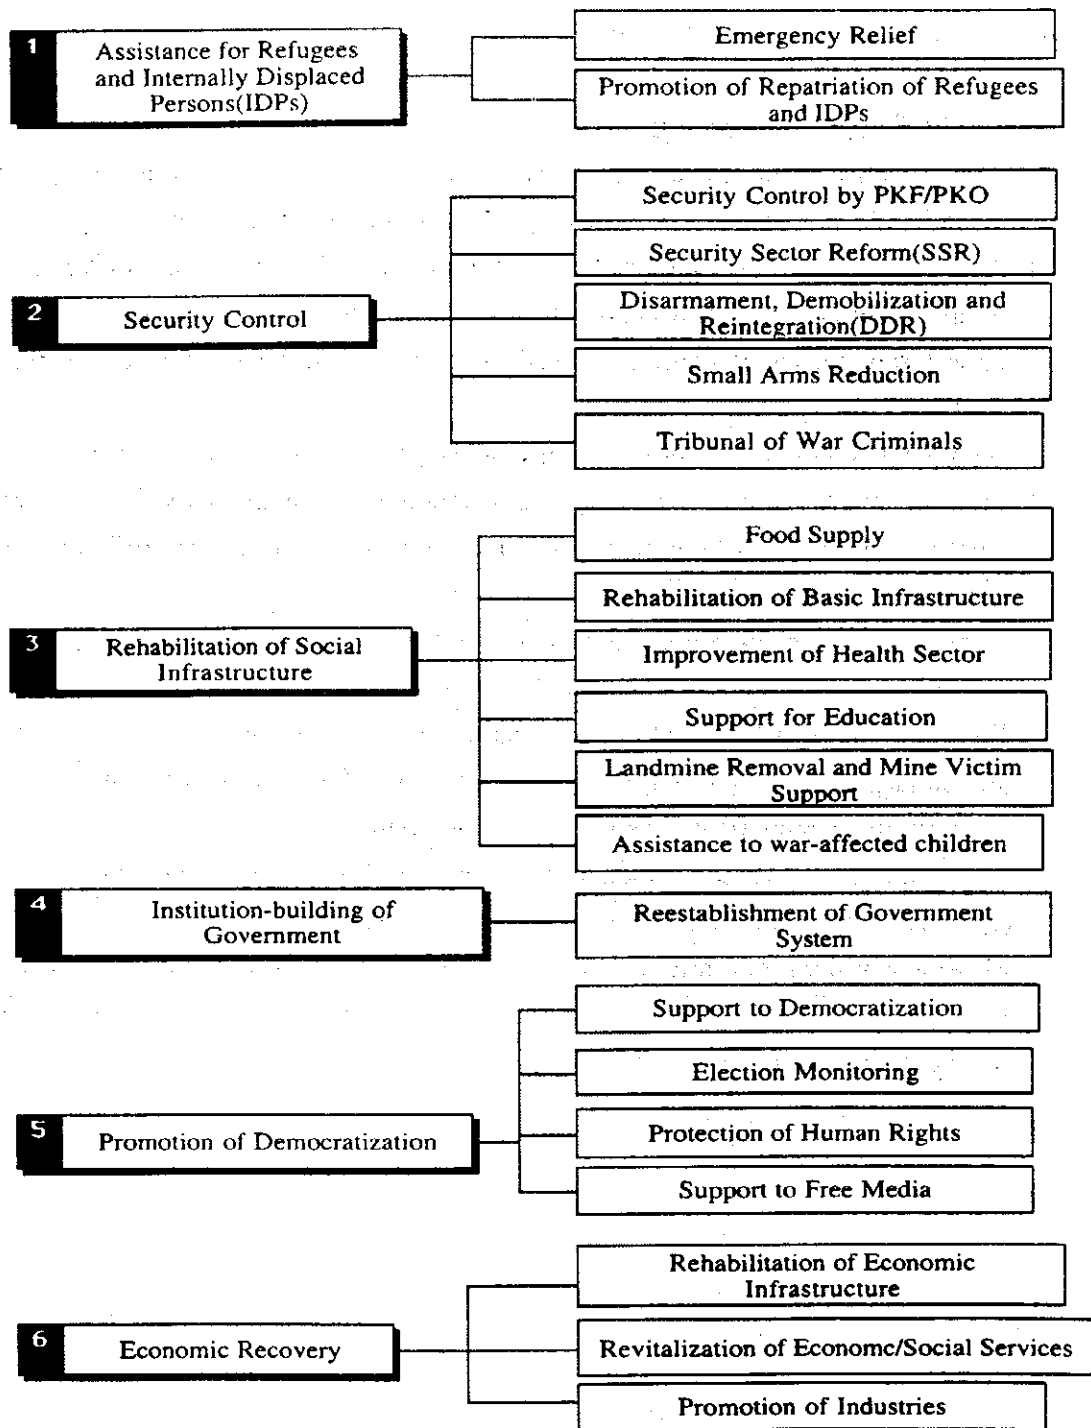 1
Assistance for Refugees
and Internally Displaced
Persons(IDPs)
Emergency Relief
Promotion of Repatriation of Refugees
and IDPs
2
Security Control
Security Control by PKF/PKO
Security Sector Reform(SSR)
Disarmament, Demobilization and
Reintegration(DDR)
Small Arms Reduction
Tribunal of War Criminals
3
Rehabilitation of Social
Infrastructure
Food Supply
Rehabilitation of Basic Infrastructure
Improvement of Health Sector
Support for Education
Landmine Removal and Mine Victim
Support
Assistance to war-affected children
4
Institution-building of
Government
Reestablishment of Government
System
5
Promotion of Democratization
Support to Democratization
Election Monitoring
Protection of Human Rights
Support to Free Media
6
Economic Recovery
Rehabilitation of Economic
Infrastructure
Revitalization of Economc/Social Services
Promotion of Industries